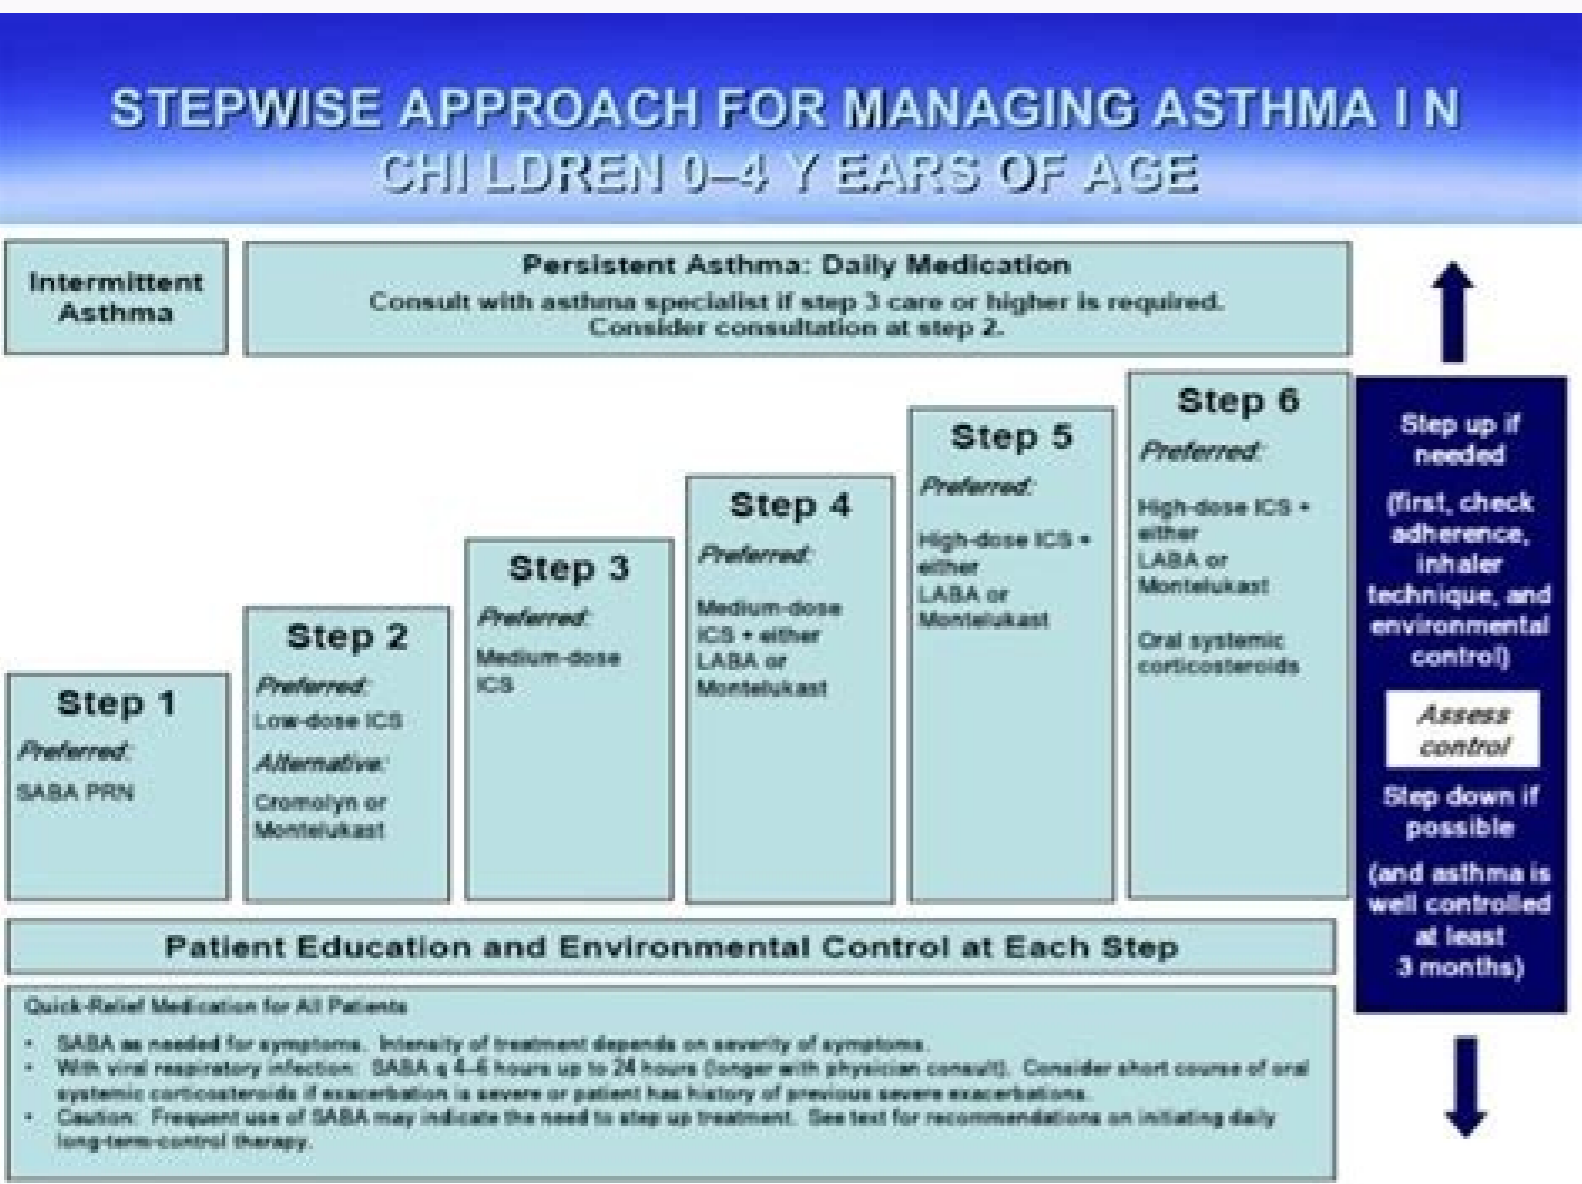 STEPWISE APPROACH FOR MANAGING ASTHMA I N
CHI LDREN 0–4 Y EARS OF AGE
Intermittent
Asthma
Persistent Asthma: Daily Medication
Consult with asthma specialist if step 3 care or higher is required.
Consider consultation at step 2.
Step 1
Preferred:
SABA PRN
Step 2
Preferred:
Low-dose ICS
Alternative:
Cromolyn or
Montelukast
Step 3
Preferred:
Medium-dose
ICS
Step 4
Preferred:
Medium-dose
ICS + either
LABA or
Montelukast
Step 5
Preferred:
High-dose ICS +
either
LABA or
Montelukast
Step 6
Preferred:
High-dose ICS +
either
LABA or
Montelukast
Oral systemic
corticosteroids
Step up if
needed
(first, check
adherence,
inhaler
technique, and
environmental
control)
Assess
control
Step down if
possible
(and asthma is
well controlled
at least
3 months)
Patient Education and Environmental Control at Each Step
Quick-Relief Medication for All Patients
• SABA as needed for symptoms. Intensity of treatment depends on severity of symptoms.
• With viral respiratory infection: SABA q 4–6 hours up to 24 hours (longer with physician consult). Consider short course of oral
systemic corticosteroids if exacerbation is severe or patient has history of previous severe exacerbations.
• Caution: Frequent use of SABA may indicate the need to step up treatment. See text for recommendations on initiating daily
long-term-control therapy.